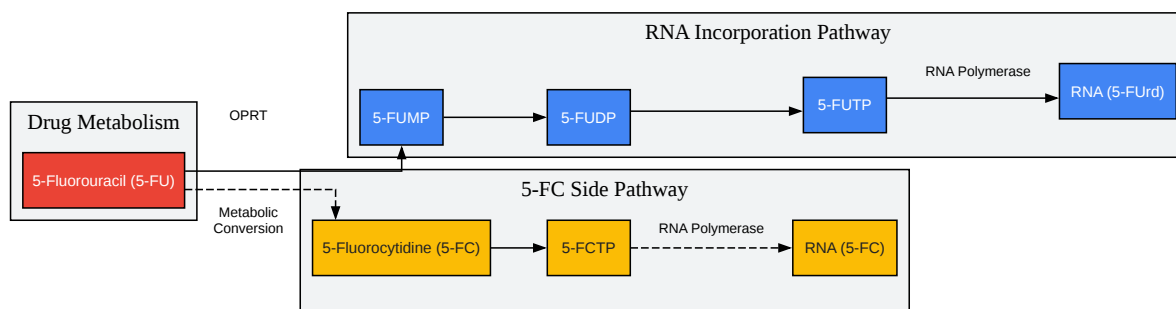 RNA Incorporation Pathway
RNA Polymerase
5-FUMP
5-FUDP
5-FUTP
RNA (5-FUrd)
OPRT
Drug Metabolism
5-Fluorouracil (5-FU)
5-FC Side Pathway
Metabolic
Conversion
5-Fluorocytidine (5-FC)
5-FCTP
RNA Polymerase
RNA (5-FC)